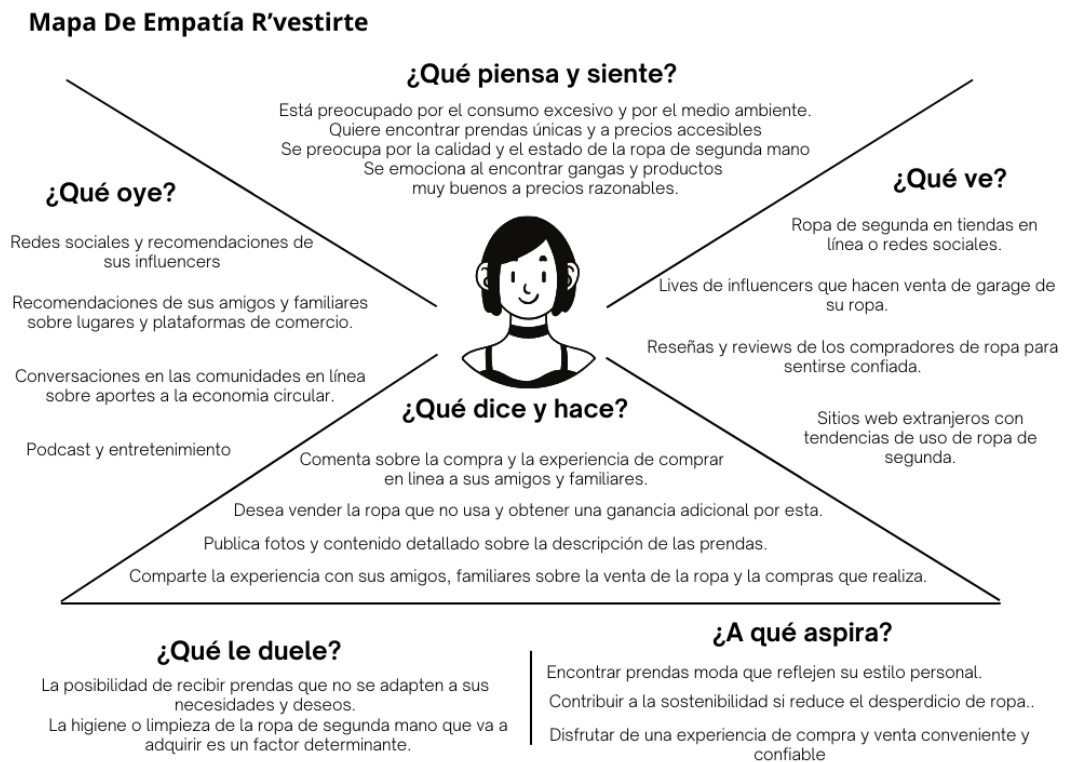 Mapa De Empatía R’vestirte
¿Qué piensa y siente?
Está preocupado por el consumo excesivo y por el medio ambiente.
Quiere encontrar prendas únicas y a precios accesibles
Se preocupa por la calidad y el estado de la ropa de segunda mano
Se emociona al encontrar gangas y productos
muy buenos a precios razonables.
¿Qué oye?
Redes sociales y recomendaciones de
sus influencers
Recomendaciones de sus amigos y familiares
sobre lugares y plataformas de comercio.
Conversaciones en las comunidades en línea
sobre aportes a la economia circular.
Podcast y entretenimiento
¿Qué ve?
Ropa de segunda en tiendas en
línea o redes sociales.
Lives de influencers que hacen venta de garage de
su ropa.
Reseñas y reviews de los compradores de ropa para
sentirse confiada.
Sitios web extranjeros con
tendencias de uso de ropa de
segunda.
¿Qué dice y hace?
Comenta sobre la compra y la experiencia de comprar
en linea a sus amigos y familiares.
Desea vender la ropa que no usa y obtener una ganancia adicional por esta.
Publica fotos y contenido detallado sobre la descripción de las prendas.
Comparte la experiencia con sus amigos, familiares sobre la venta de la ropa y la compras que realiza.
¿Qué le duele?
La posibilidad de recibir prendas que no se adapten a sus
necesidades y deseos.
La higiene o limpieza de la ropa de segunda mano que va a
adquirir es un factor determinante.
¿A qué aspira?
Encontrar prendas moda que reflejen su estilo personal.
Contribuir a la sostenibilidad si reduce el desperdicio de ropa..
Disfrutar de una experiencia de compra y venta conveniente y
confiable